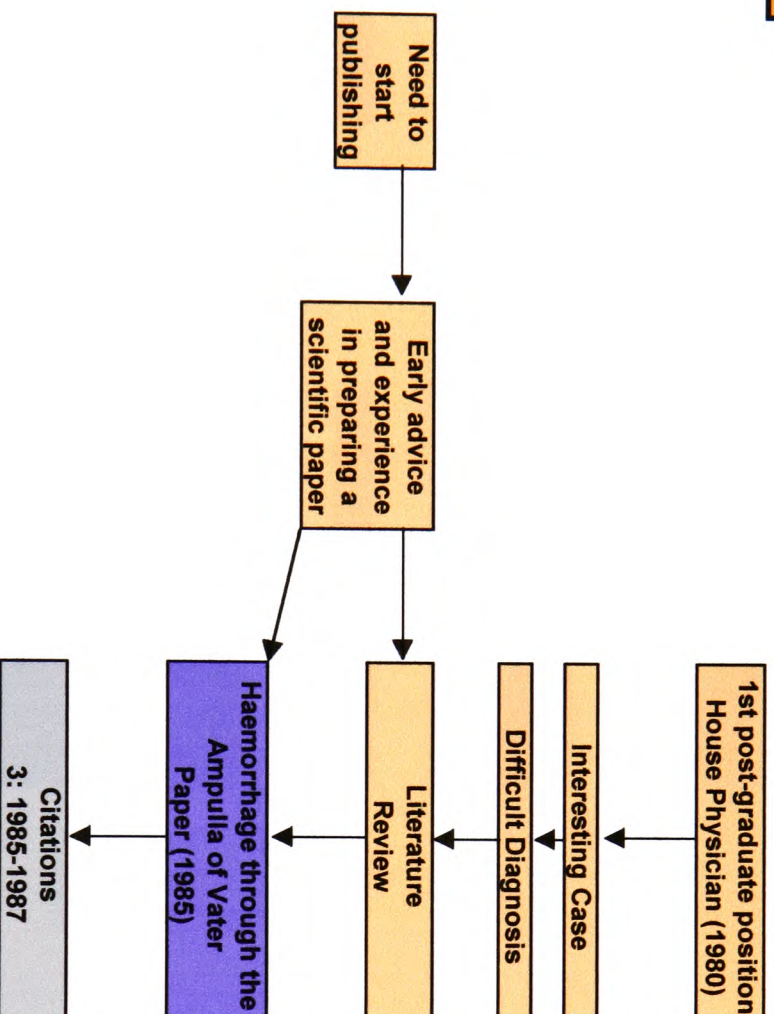 1st post-graduate position
House Physician (1980)
Interesting Case
Difficult Diagnosis
Need to
start
publishing
Early advice
and experience
in preparing a
scientific paper
Literature
Review
Haemorrhage through the
Ampulla of Vater
Paper (1985)
Citations
3: 1985-1987